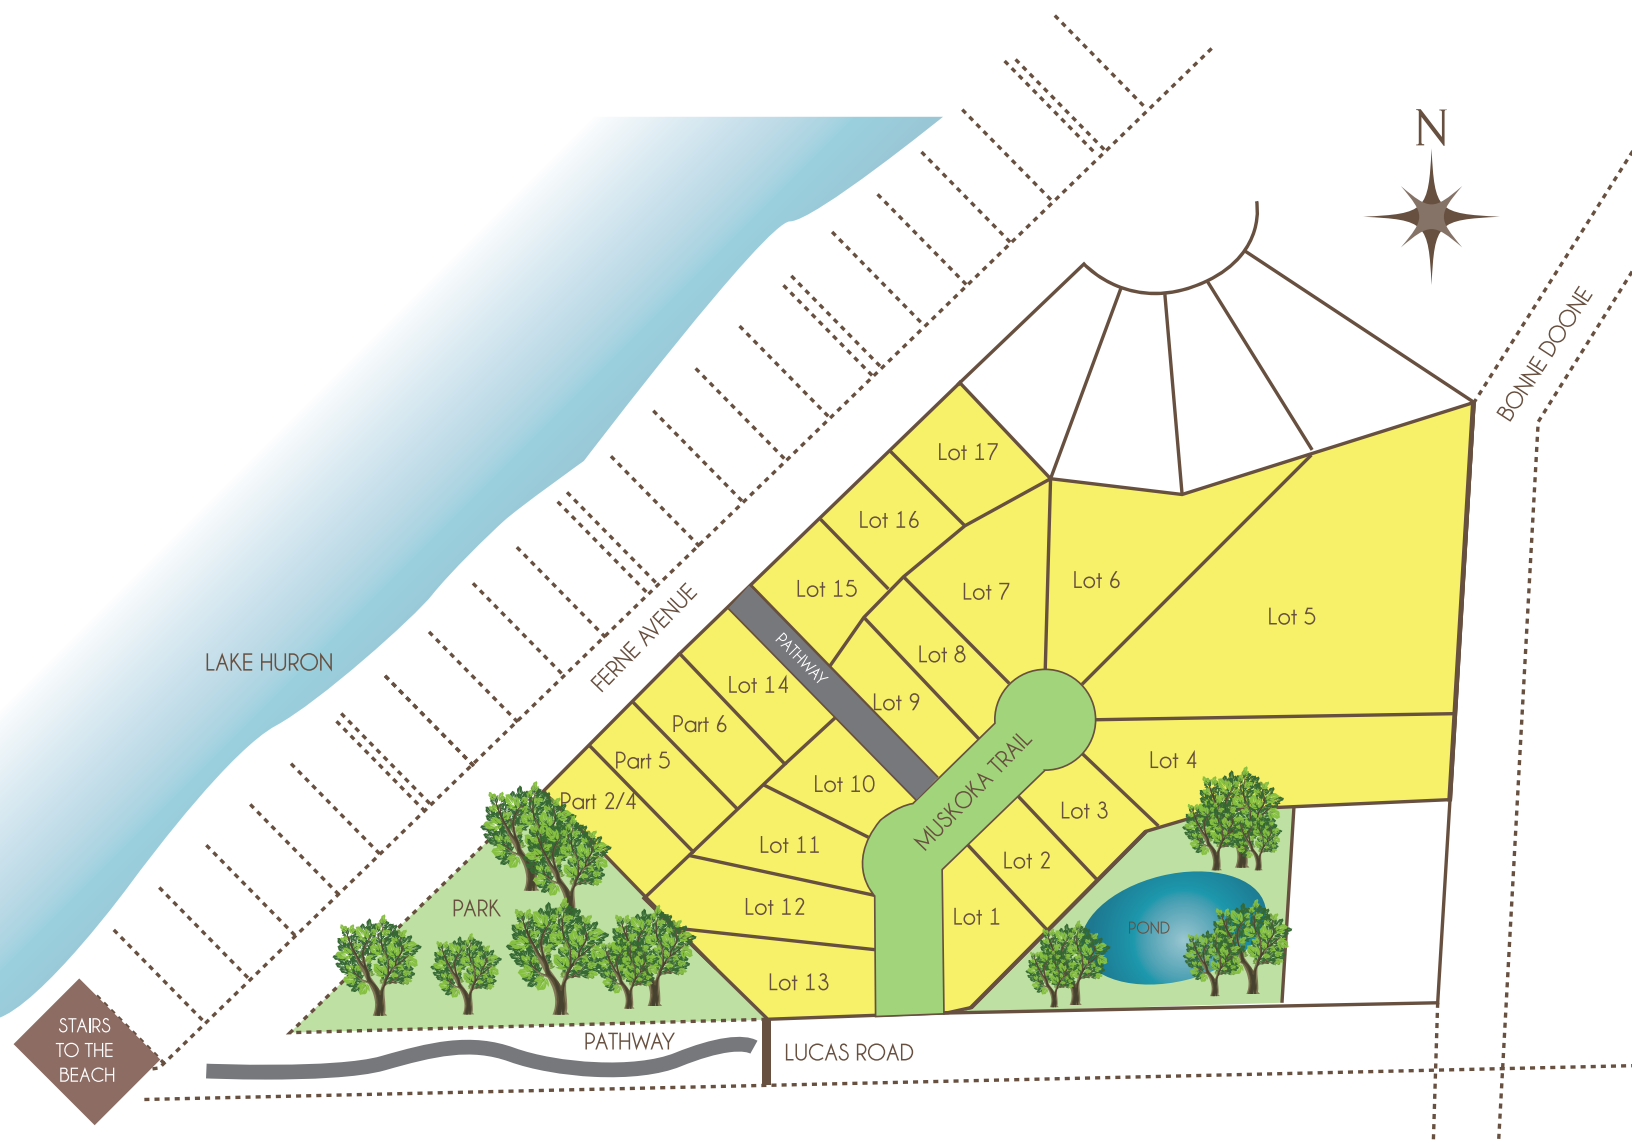 N
BONNE DOONE
Lot 17
Lot 16
Lot 15
Lot 7
Lot 6
Lot 5
FERNE AVENUE
LAKE HURON
PATHWAY
Lot 8
Lot 14
Lot 9
Part 6
Part 5
Part 2/4
Lot 10
MUSKOKA TRAIL
Lot 4
Lot 3
Lot 11
Lot 2
PARK
Lot 12
Lot 1
POND
Lot 13
STAIRS
TO THE
BEACH
PATHWAY
LUCAS ROAD